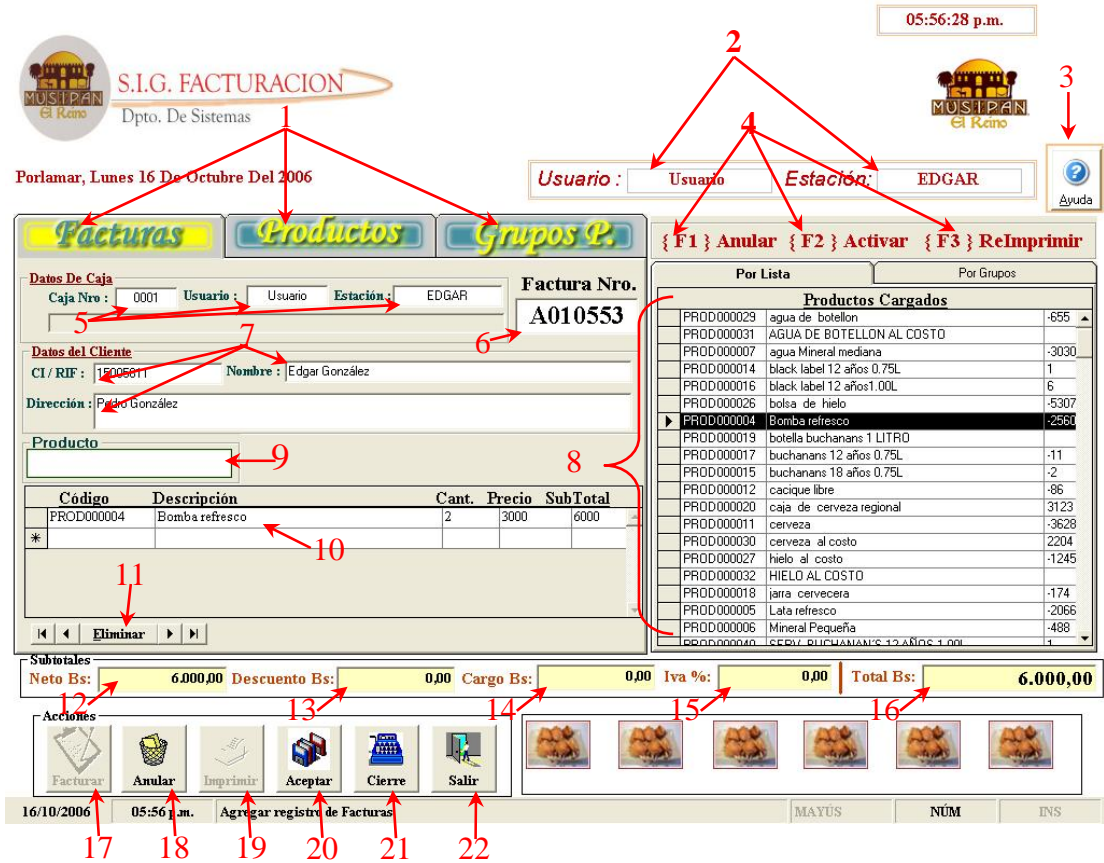 05:56:28 p.m.
MUSIPAN
El Reino
S.I.G. FACTURACION
Dpto. De Sistemas
MUSIPAN
El Reino
1
2
3
4
Porlamar, Lunes 16 De Octubre Del 2006
Usuario : Usuario Estación: EDGAR
Ayuda
Facturas Productos Grupos P.
{ F1 } Anular { F2 } Activar { F3 } ReImprimir
Datos De Caja
Caja Nro : 0001 Usuario : Usuario Estación : EDGAR
Factura Nro.
A010553
5
6
7
Datos del Cliente
CI / RIF : 15005811 Nombre : Edgar González
Dirección : Pedro González
Producto
9
Código Descripción Cant. Precio SubTotal
PROD000004 Bomba refresco 2 3000 6000
*
10
11
Eliminar
Por Lista Por Grupos
Productos Cargados
PROD000029 agua de botellon -655
PROD000031 AGUA DE BOTELLON AL COSTO
PROD000007 agua Mineral mediana -3030
PROD000014 black label 12 años 0.75L 1
PROD000016 black label 12 años1.00L 6
PROD000026 bolsa de hielo -5307
PROD000004 Bomba refresco -2560
PROD000019 botella buchanans 1 LITRO
PROD000017 buchanans 12 años 0.75L -11
PROD000015 buchanans 18 años 0.75L -2
PROD000012 cacique libre -86
PROD000020 caja de cerveza regional 3123
PROD000011 cerveza -3628
PROD000030 cerveza al costo 2204
PROD000027 hielo al costo -1245
PROD000032 HIELO AL COSTO
PROD000018 jarra cervecera -174
PROD000005 Lata refresco -2066
PROD000006 Mineral Pequeña -488
PROD000040 SERV. BUCHANAN'S 12 AÑOS 1.00L 1
8
Subtotales
Neto Bs: 6.000,00 Descuento Bs: 0,00 Cargo Bs: 0,00 Iva %: 0,00 Total Bs: 6.000,00
12 13 14 15 16
Acciones
Facturar Anular Imprimir Aceptar Cierre Salir
16/10/2006 05:56 p.m. Agregar registro de Facturas MAYÚS NÚM INS
17 18 19 20 21 22